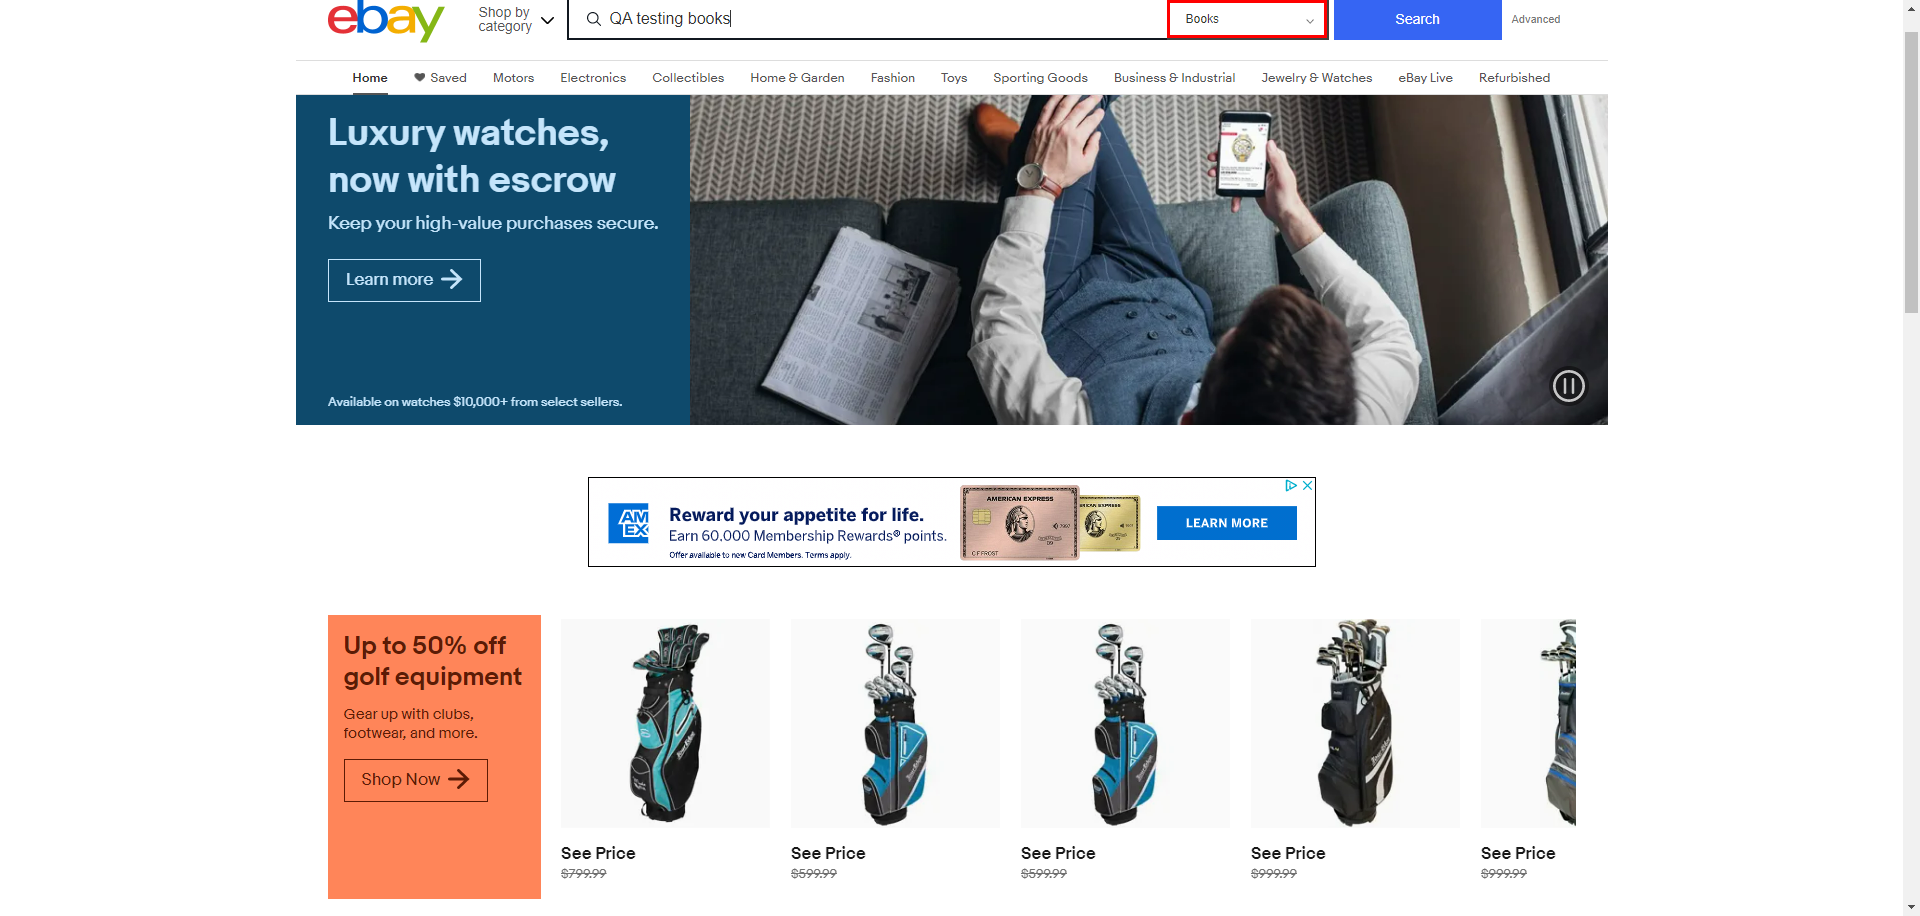 ebay
Shop by
category
QA testing books
Books
Search
Advanced
Home
Saved
Motors
Electronics
Collectibles
Home & Garden
Fashion
Toys
Sporting Goods
Business & Industrial
Jewelry & Watches
eBay Live
Refurbished
Luxury watches,
now with escrow
Keep your high-value purchases secure.
Learn more
Available on watches $10,000+ from select sellers.
AM
EX
Reward your appetite for life.
Earn 60,000 Membership Rewards® points.
Offer available to new Card Members. Terms apply.
AMERICAN EXPRESS
C F FROST
LEARN MORE
Up to 50% off
golf equipment
Gear up with clubs,
footwear, and more.
Shop Now
See Price
$799.99
See Price
$599.99
See Price
$599.99
See Price
$999.99
See Price
$999.99